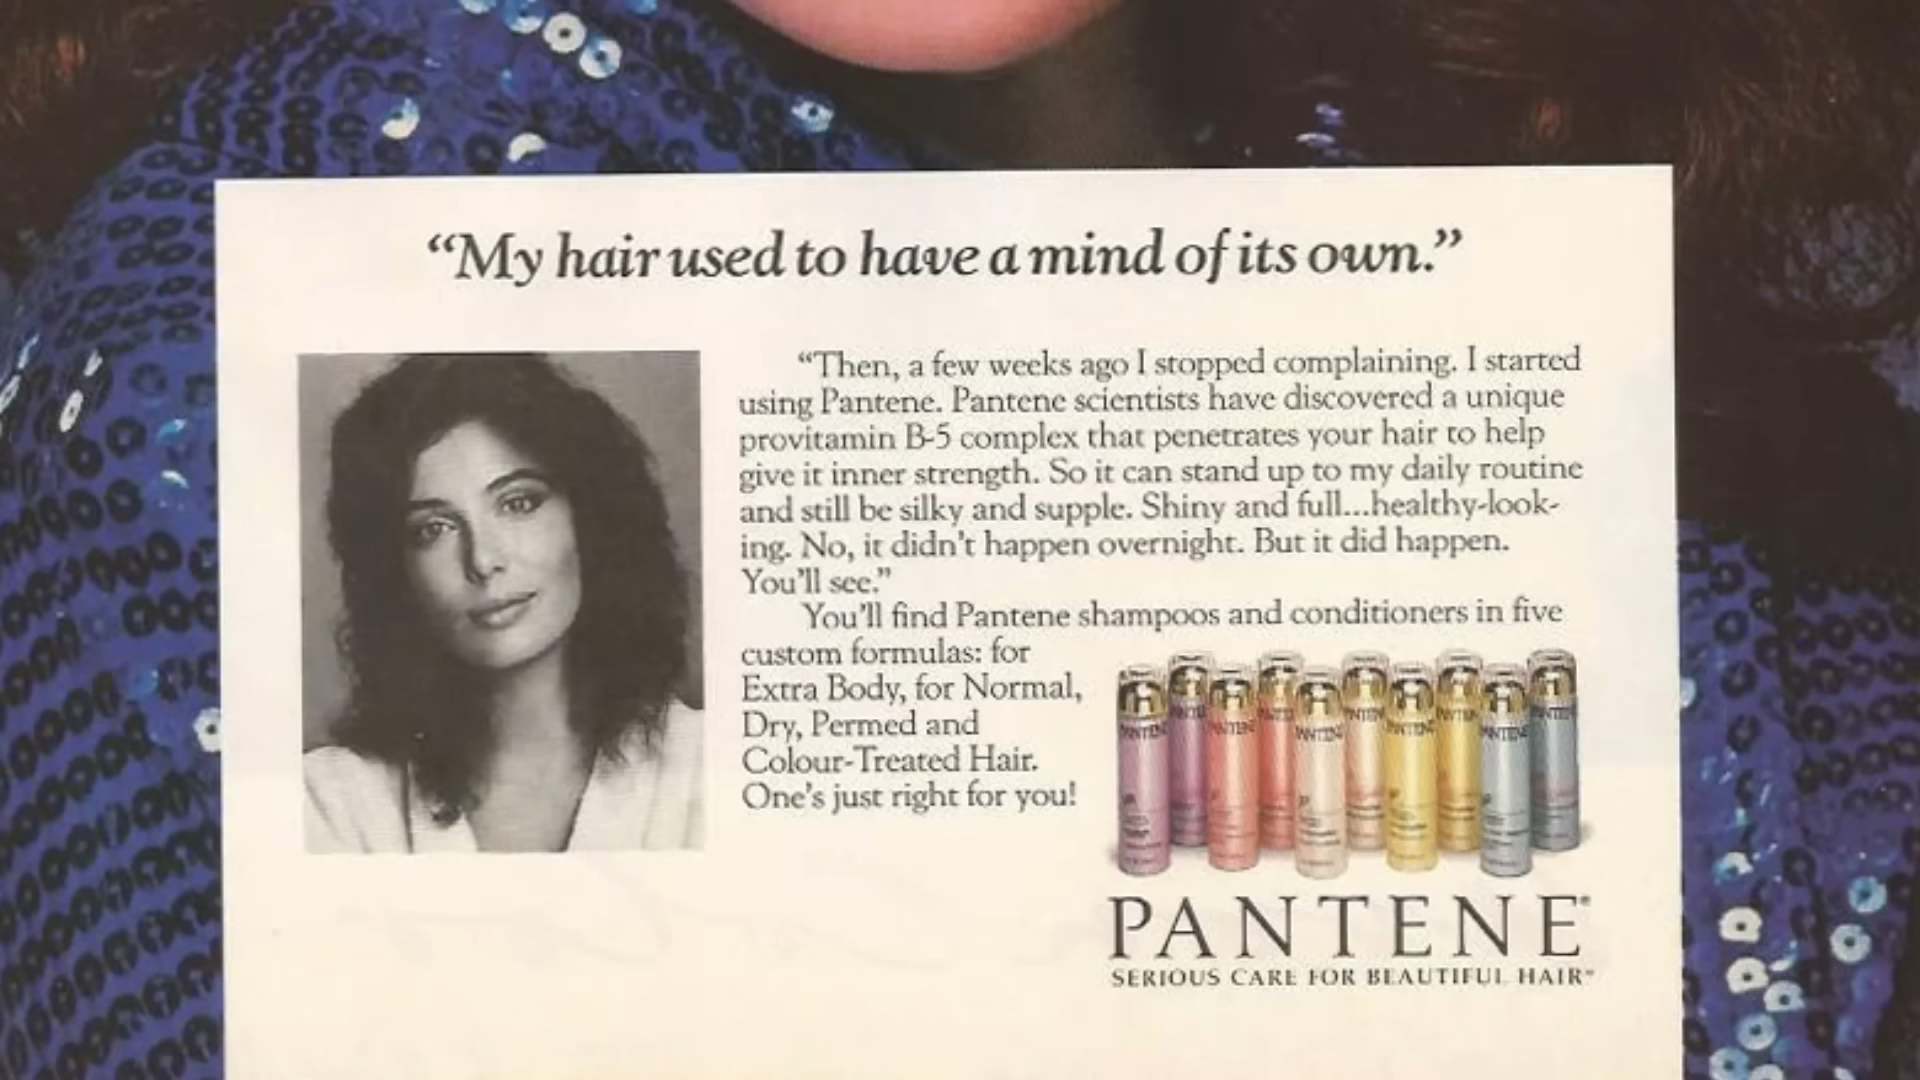 “My hair used to have a mind of its own.”
“Then, a few weeks ago I stopped complaining. I started
using Pantene. Pantene scientists have discovered a unique
provitamin B-5 complex that penetrates your hair to help
give it inner strength. So it can stand up to my daily routine
and still be silky and supple. Shiny and full...healthy-look-
ing. No, it didn't happen overnight. But it did happen.
You'll see.”
You'll find Pantene shampoos and conditioners in five
custom formulas: for
Extra Body, for Normal,
Dry, Permed and
Colour-Treated Hair.
One's just right for you!
PANTENE
PANTENE
PANTENE
PANTENE
PANTENE
PANTENE®
SERIOUS CARE FOR BEAUTIFUL HAIR